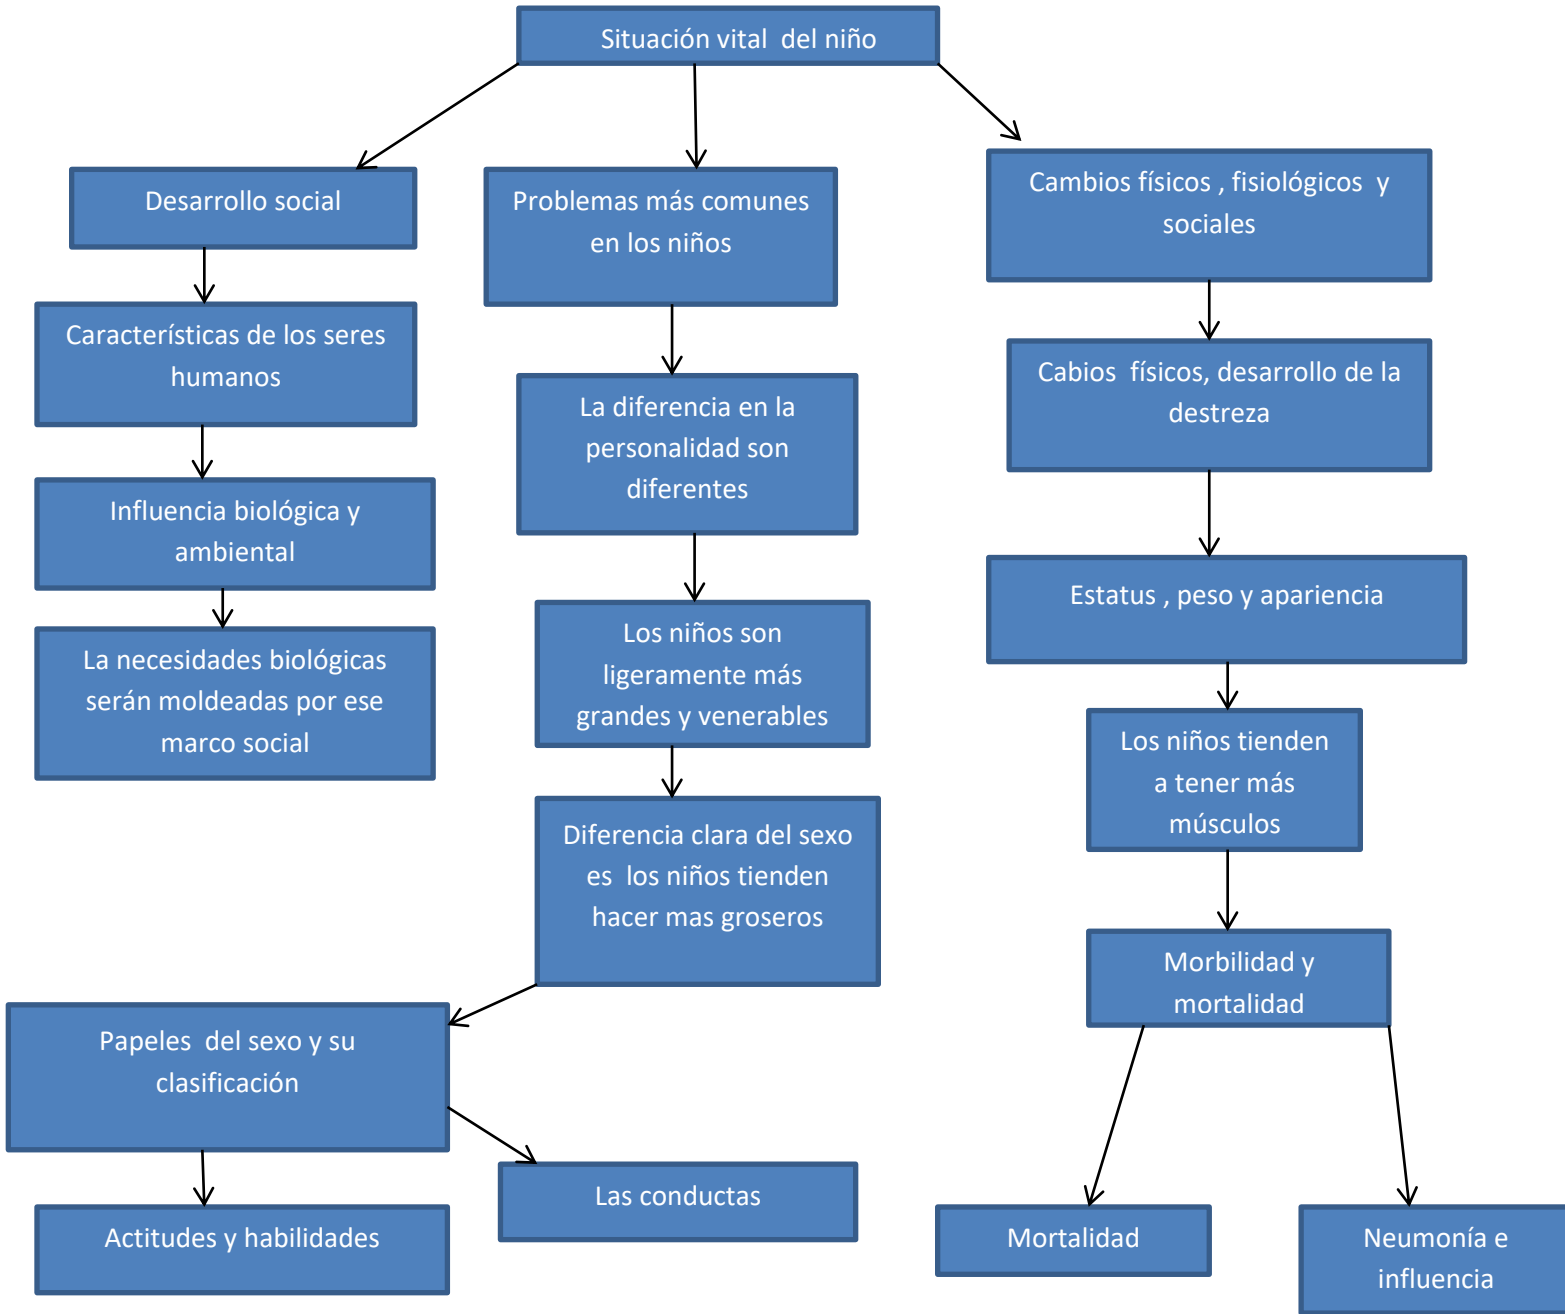 Situación vital  del niño
Desarrollo social
Problemas más comunes
en los niños
Cambios físicos , fisiológicos  y
sociales
Características de los seres
humanos
Cabios  físicos, desarrollo de la
destreza
La diferencia en la
personalidad son
diferentes
Influencia biológica y
ambiental
Estatus , peso y apariencia
Los niños son
ligeramente más
grandes y venerables
La necesidades biológicas
serán moldeadas por ese
marco social
Los niños tienden
a tener más
músculos
Diferencia clara del sexo
es  los niños tienden
hacer mas groseros
Morbilidad y
mortalidad
Papeles  del sexo y su
clasificación
Las conductas
Actitudes y habilidades
Mortalidad
Neumonía e
influencia